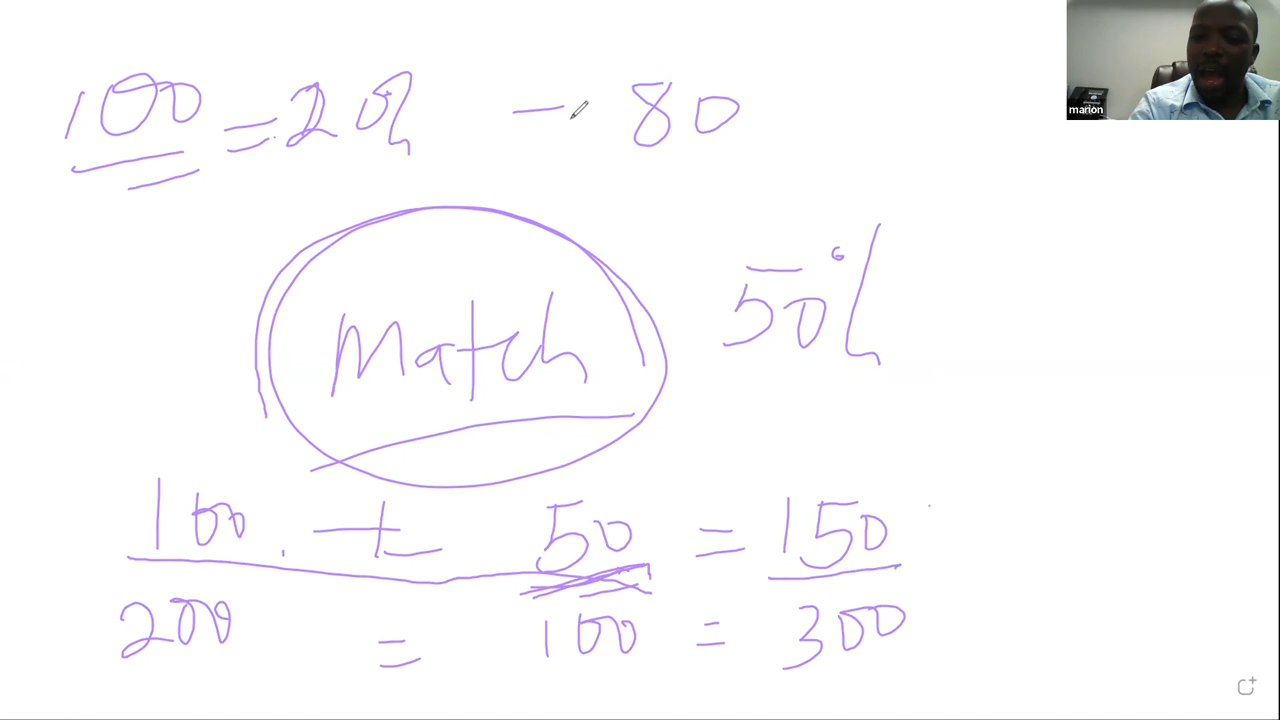 marion
100 = 20% - 80
Match 50%
100 + 50 = 150
200 = 100 = 300